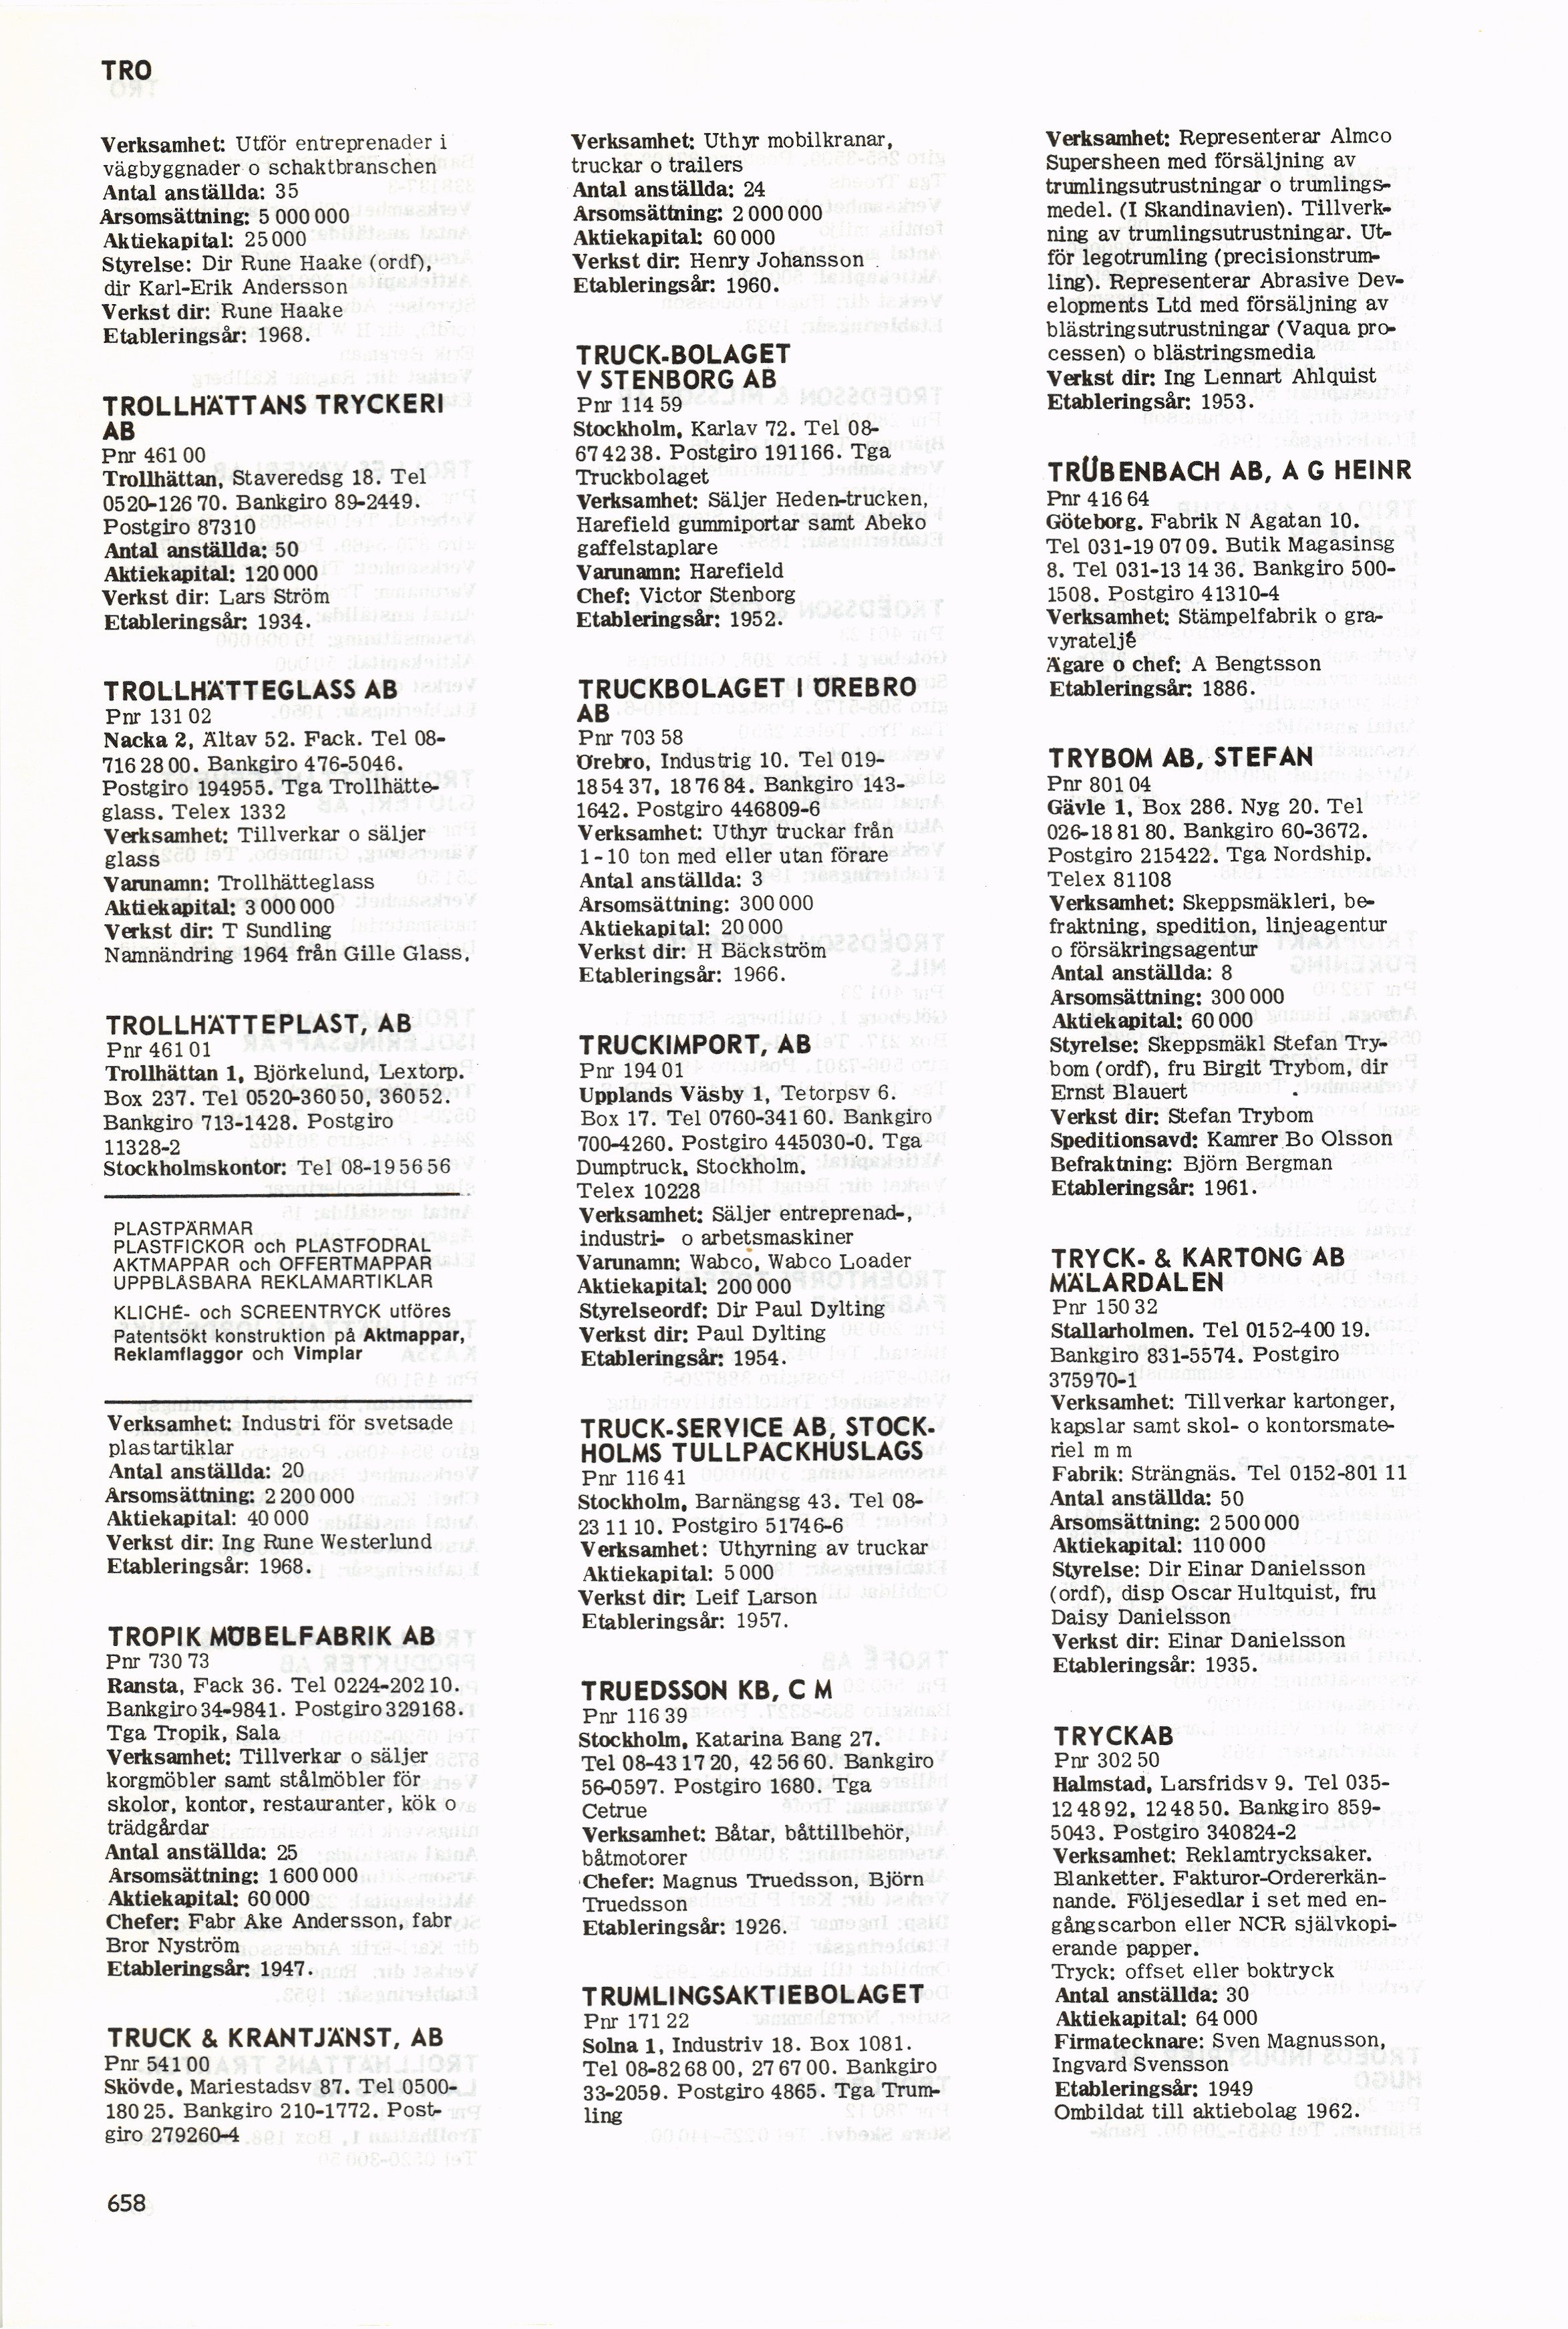 TRO
Verksamhet: Utför entreprenader i
vägbyggnader o schaktbranschen
Antal anställda: 35
Årsomsättning: 5 000 000
Aktiekapital: 25 000
Styrelse: Dir Rune Haake (ordf),
dir Karl-Erik Andersson
Verkst dir: Rune Haake
Etableringsår: 1968.
TROLLHÄTTANS TRYCKERI
AB
Pnr 461 00
Trollhättan, Staveredsg 18. Tel
0520-126 70. Bankgiro 89-2449.
Postgiro 87310
Antal anställda: 50
Aktiekapital: 120 000
Verkst dir: Lars Ström
Etableringsår: 1934.
TROLLHÄTTEGLASS AB
Pnr 131 02
Nacka 2, Ältav 52. Fack. Tel 08-
716 28 00. Bankgiro 476-5046.
Postgiro 194955. Tga Trollhätte-
glass. Telex 1332
Verksamhet: Tillverkar o säljer
glass
Varunamn: Trollhätteglass
Aktiekapital: 3 000 000
Verkst dir: T Sundling
Namnändring 1964 från Gille Glass.
TROLLHÄTTEPLAST, AB
Pnr 461 01
Trollhättan 1, Björkelund, Lextorp.
Box 237. Tel 0520-360 50, 360 52.
Bankgiro 713-1428. Postgiro
11328-2
Stockholmskontor: Tel 08-19 56 56
PLASTPÄRMAR
PLASTFICKOR och PLASTFODRAL
AKTMAPPAR och OFFERTMAPPAR
UPPBLÅSBARA REKLAMARTIKLAR
KLICHÉ- och SCREENTRYCK utföres
Patentsökt konstruktion på Aktmappar,
Reklamflaggor och Vimplar
Verksamhet: Industri för svetsade
plastartiklar
Antal anställda: 20
Årsomsättning: 2 200 000
Aktiekapital: 40 000
Verkst dir: Ing Rune Westerlund
Etableringsår: 1968.
TROPIK MÖBELFABRIK AB
Pnr 730 73
Ransta, Fack 36. Tel 0224-202 10.
Bankgiro 34-9841. Postgiro 329168.
Tga Tropik, Sala
Verksamhet: Tillverkar o säljer
korgmöbler samt stålmöbler för
skolor, kontor, restauranter, kök o
trädgårdar
Antal anställda: 25
Årsomsättning: 1 600 000
Aktiekapital: 60 000
Chefer: Fabr Åke Andersson, fabr
Bror Nyström
Etableringsår: 1947.
TRUCK & KRANTJÄNST, AB
Pnr 541 00
Skövde, Mariestadsv 87. Tel 0500-
180 25. Bankgiro 210-1772. Post-
giro 279260-4
658
Verksamhet: Uthyr mobilkranar,
truckar o trailers
Antal anställda: 24
Årsomsättning: 2 000 000
Aktiekapital: 60 000
Verkst dir: Henry Johansson
Etableringsår: 1960.
TRUCK-BOLAGET
V STENBORG AB
Pnr 114 59
Stockholm, Karlav 72. Tel 08-
67 42 38. Postgiro 191166. Tga
Truckbolaget
Verksamhet: Säljer Heden-trucken,
Harefield gummiportar samt Abeko
gaffelstaplare
Varunamn: Harefield
Chef: Victor Stenborg
Etableringsår: 1952.
TRUCKBOLAGET I ÖREBRO
AB
Pnr 703 58
Örebro, Industrig 10. Tel 019-
18 54 37, 18 76 84. Bankgiro 143-
1642. Postgiro 446809-6
Verksamhet: Uthyr truckar från
1 - 10 ton med eller utan förare
Antal anställda: 3
Årsomsättning: 300 000
Aktiekapital: 20 000
Verkst dir: H Bäckström
Etableringsår: 1966.
TRUCKIMPORT, AB
Pnr 194 01
Upplands Väsby 1, Tetorpsv 6.
Box 17. Tel 0760-341 60. Bankgiro
700-4260. Postgiro 445030-0. Tga
Dumptruck, Stockholm.
Telex 10228
Verksamhet: Säljer entreprenad-,
industri- o arbetsmaskiner
Varunamn: Wabco, Wabco Loader
Aktiekapital: 200 000
Styrelseordf: Dir Paul Dylting
Verkst dir: Paul Dylting
Etableringsår: 1954.
TRUCK-SERVICE AB, STOCK-
HOLMS TULLPACKHUSLAGS
Pnr 116 41
Stockholm, Barnängsg 43. Tel 08-
23 11 10. Postgiro 51746-6
Verksamhet: Uthyrning av truckar
Aktiekapital: 5 000
Verkst dir: Leif Larson
Etableringsår: 1957.
TRUEDSSON KB, C M
Pnr 116 39
Stockholm, Katarina Bang 27.
Tel 08-43 17 20, 42 56 60. Bankgiro
56-0597. Postgiro 1680. Tga
Cetrue
Verksamhet: Båtar, båttillbehör,
båtmotorer
Chefer: Magnus Truedsson, Björn
Truedsson
Etableringsår: 1926.
TRUMLINGSAKTIEBOLAGET
Pnr 171 22
Solna 1, Industriv 18. Box 1081.
Tel 08-82 68 00, 27 67 00. Bankgiro
33-2059. Postgiro 4865. Tga Trum-
ling
Verksamhet: Representerar Almco
Supersheen med försäljning av
trumlingsutrustningar o trumlings-
medel. (I Skandinavien). Tillverk-
ning av trumlingsutrustningar. Ut-
för legotrumling (precisionstrum-
ling). Representerar Abrasive Dev-
elopments Ltd med försäljning av
blästringsutrustningar (Vaqua pro-
cessen) o blästringsmedia
Verkst dir: Ing Lennart Ahlquist
Etableringsår: 1953.
TRÜBENBACH AB, A G HEINR
Pnr 416 64
Göteborg. Fabrik N Ågatan 10.
Tel 031-19 07 09. Butik Magasinsg
8. Tel 031-13 14 36. Bankgiro 500-
1508. Postgiro 41310-4
Verksamhet: Stämpelfabrik o gra-
vyrateljé
Ägare o chef: A Bengtsson
Etableringsår: 1886.
TRYBOM AB, STEFAN
Pnr 801 04
Gävle 1, Box 286. Nyg 20. Tel
026-18 81 80. Bankgiro 60-3672.
Postgiro 215422. Tga Nordship.
Telex 81108
Verksamhet: Skeppsmäkleri, be-
fraktning, spedition, linjeagentur
o försäkringsagentur
Antal anställda: 8
Årsomsättning: 300 000
Aktiekapital: 60 000
Styrelse: Skeppsmäkl Stefan Try-
bom (ordf), fru Birgit Trybom, dir
Ernst Blauert
Verkst dir: Stefan Trybom
Speditionsavd: Kamrer Bo Olsson
Befraktning: Björn Bergman
Etableringsår: 1961.
TRYCK- & KARTONG AB
MÄLARDALEN
Pnr 150 32
Stallarholmen. Tel 0152-400 19.
Bankgiro 831-5574. Postgiro
375970-1
Verksamhet: Tillverkar kartonger,
kapslar samt skol- o kontorsmate-
riel m m
Fabrik: Strängnäs. Tel 0152-801 11
Antal anställda: 50
Årsomsättning: 2 500 000
Aktiekapital: 110 000
Styrelse: Dir Einar Danielsson
(ordf), disp Oscar Hultquist, fru
Daisy Danielsson
Verkst dir: Einar Danielsson
Etableringsår: 1935.
TRYCKAB
Pnr 302 50
Halmstad, Larsfridsv 9. Tel 035-
12 48 92, 12 48 50. Bankgiro 859-
5043. Postgiro 340824-2
Verksamhet: Reklamtrycksaker.
Blanketter. Fakturor-Ordererkän-
nande. Följesedlar i set med en-
gångscarbon eller NCR självkopi-
erande papper.
Tryck: offset eller boktryck
Antal anställda: 30
Aktiekapital: 64 000
Firmatecknare: Sven Magnusson,
Ingvard Svensson
Etableringsår: 1949
Ombildat till aktiebolag 1962.